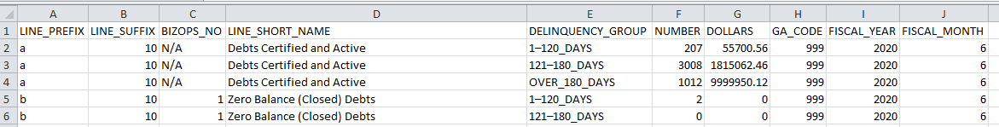 A B C D E F G H I J
1 LINE_PREFIX LINE_SUFFIX BIZOPS_NO LINE_SHORT_NAME DELINQUENCY_GROUP NUMBER DOLLARS GA_CODE FISCAL_YEAR FISCAL_MONTH
2 a 10 N/A Debts Certified and Active 1–120_DAYS 207 55700.56 999 2020 6
3 a 10 N/A Debts Certified and Active 121–180_DAYS 3008 1815062.46 999 2020 6
4 a 10 N/A Debts Certified and Active OVER_180_DAYS 1012 9999950.12 999 2020 6
5 b 10 1 Zero Balance (Closed) Debts 1–120_DAYS 2 0 999 2020 6
6 b 10 1 Zero Balance (Closed) Debts 121–180_DAYS 0 0 999 2020 6